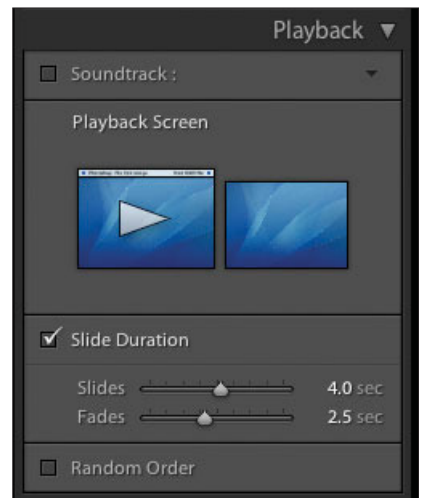 Playback ▼
Soundtrack :
Playback Screen
Slide Duration
Slides 4.0 sec
Fades 2.5 sec
Random Order